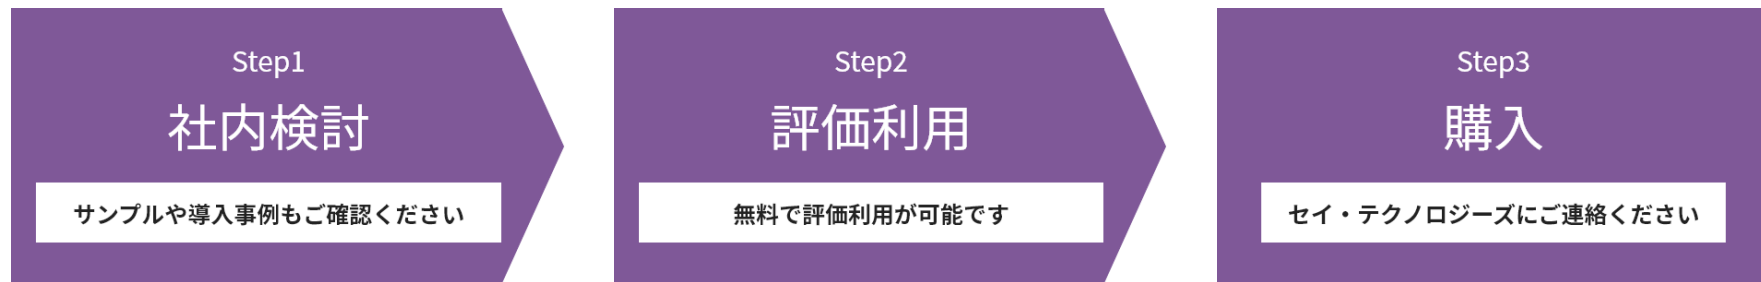 Step1
社内検討
サンプルや導入事例もご確認ください
Step2
評価利用
無料で評価利用が可能です
Step3
購入
セイ・テクノロジーズにご連絡ください